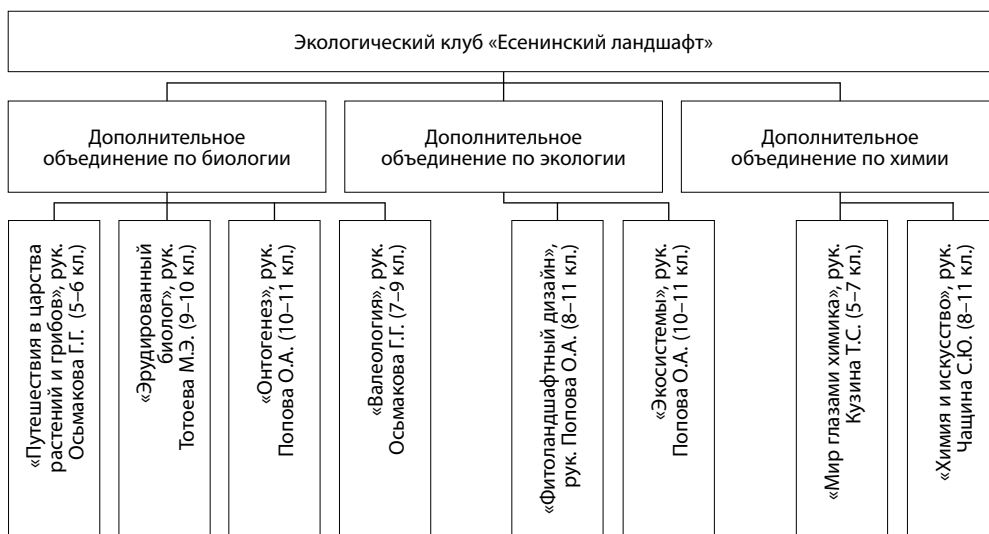 Экологический клуб «Есенинский ландшафт»
Дополнительное
объединение по биологии
Дополнительное
объединение по экологии
Дополнительное
объединение по химии
«Путешествия в царства
растений и грибов», рук.
Осьмакова Г.Г. (5–6 кл.)
«Эрудированный
биолог», рук.
Тотоева М.Э. (9–10 кл.)
«Онтогенез», рук.
Попова О.А. (10–11 кл.)
«Валеология», рук.
Осьмакова Г.Г. (7–9 кл.)
«Фитоландшафтный дизайн»,
рук. Попова О.А. (8–11 кл.)
«Экосистемы», рук.
Попова О.А. (10–11 кл.)
«Мир глазами химика», рук.
Кузина Т.С. (5–7 кл.)
«Химия и искусство», рук.
Чащина С.Ю. (8–11 кл.)